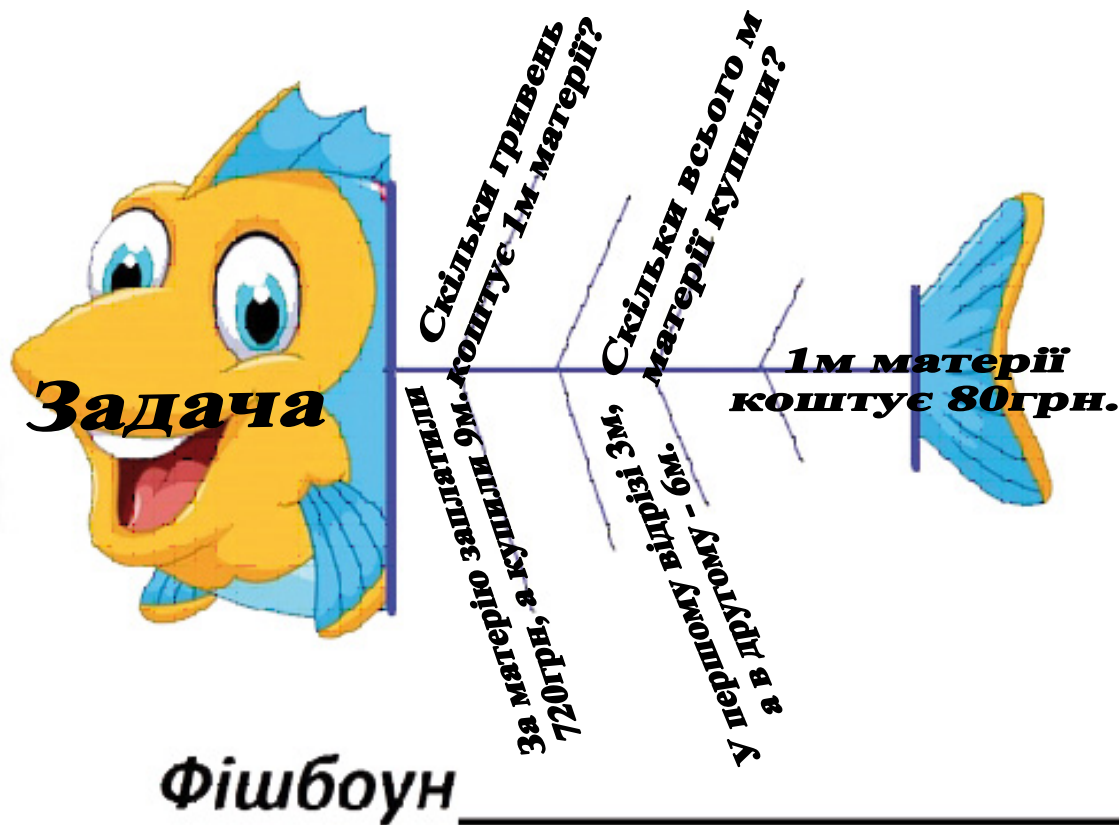 Задача
Скільки гривень
коштує 1м матерії?
Скільки всього м
матерії купили?
За матерію заплатили
720грн, а купили 9м.
У першому відрізі 3м,
а в другому - 6м.
1м матерії
коштує 80грн.
Фішбоун